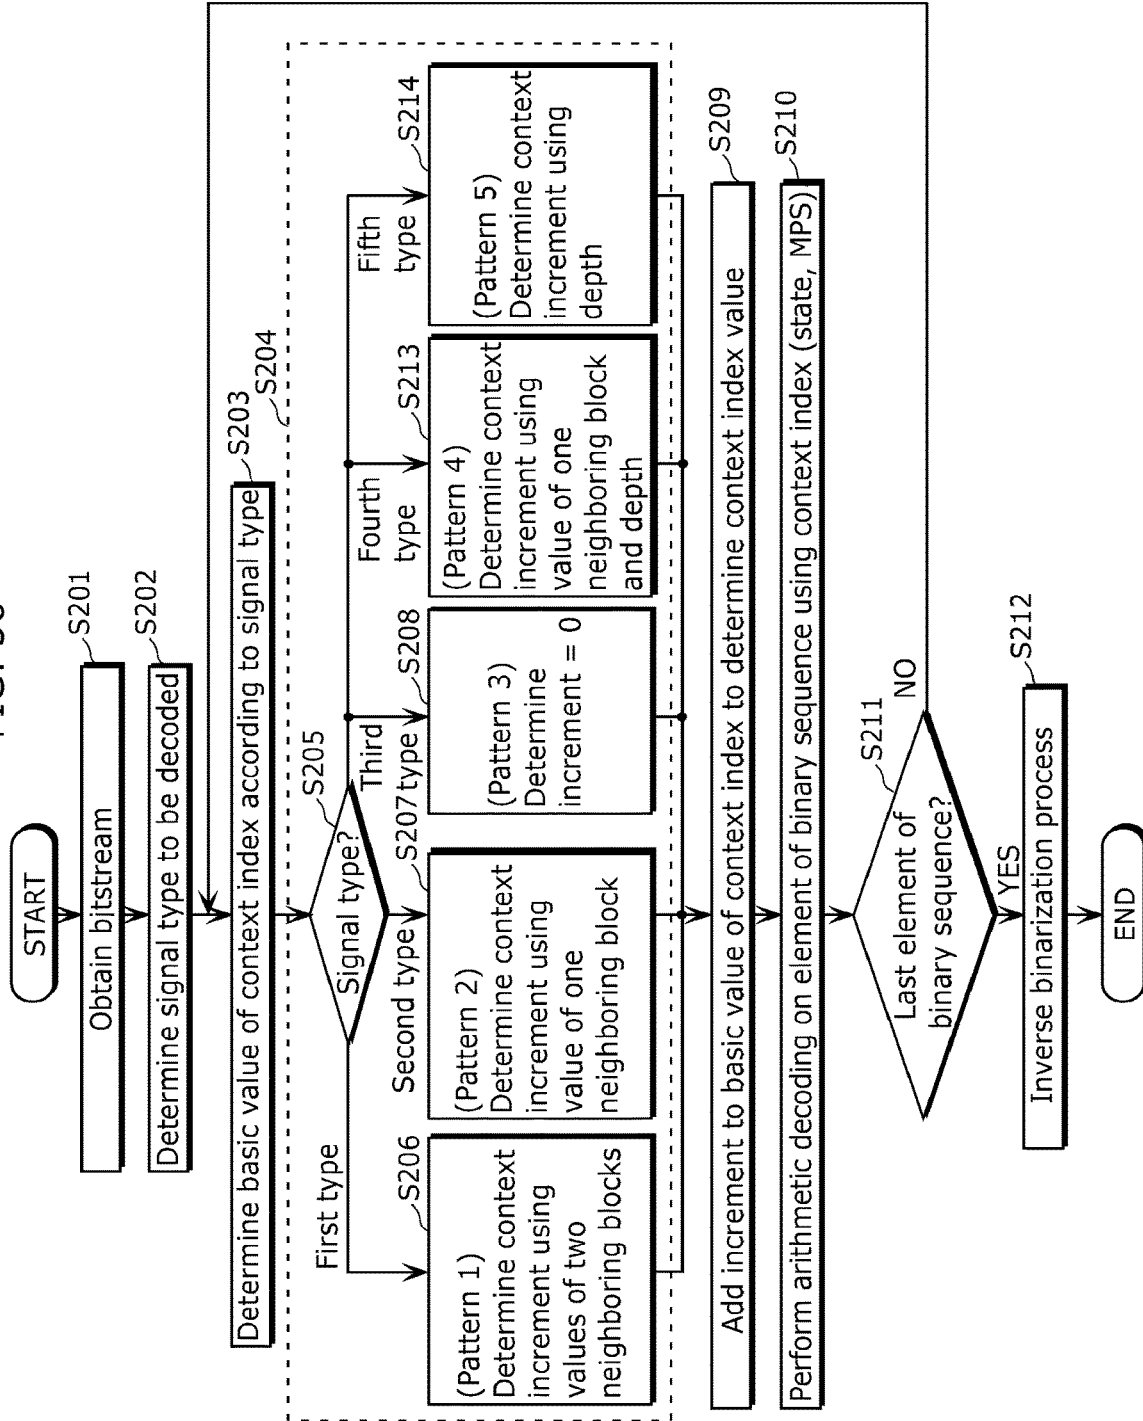 START
Obtain bitstream
S201
Determine signal type to be decoded
S202
Determine basic value of context index according to signal type
S203
S204
Signal type?
S205
First type
Second type
Third
type
Fourth
type
Fifth
type
S206
(Pattern 1)
Determine context
increment using
values of two
neighboring blocks
S207
(Pattern 2)
Determine context
increment using
value of one
neighboring block
S208
(Pattern 3)
Determine
increment = 0
S213
(Pattern 4)
Determine context
increment using
value of one
neighboring block
and depth
S214
(Pattern 5)
Determine context
increment using
depth
S209
Add increment to basic value of context index to determine context index value
S210
Perform arithmetic decoding on element of binary sequence using context index (state, MPS)
S211
Last element of
binary sequence?
NO
YES
S212
Inverse binarization process
END